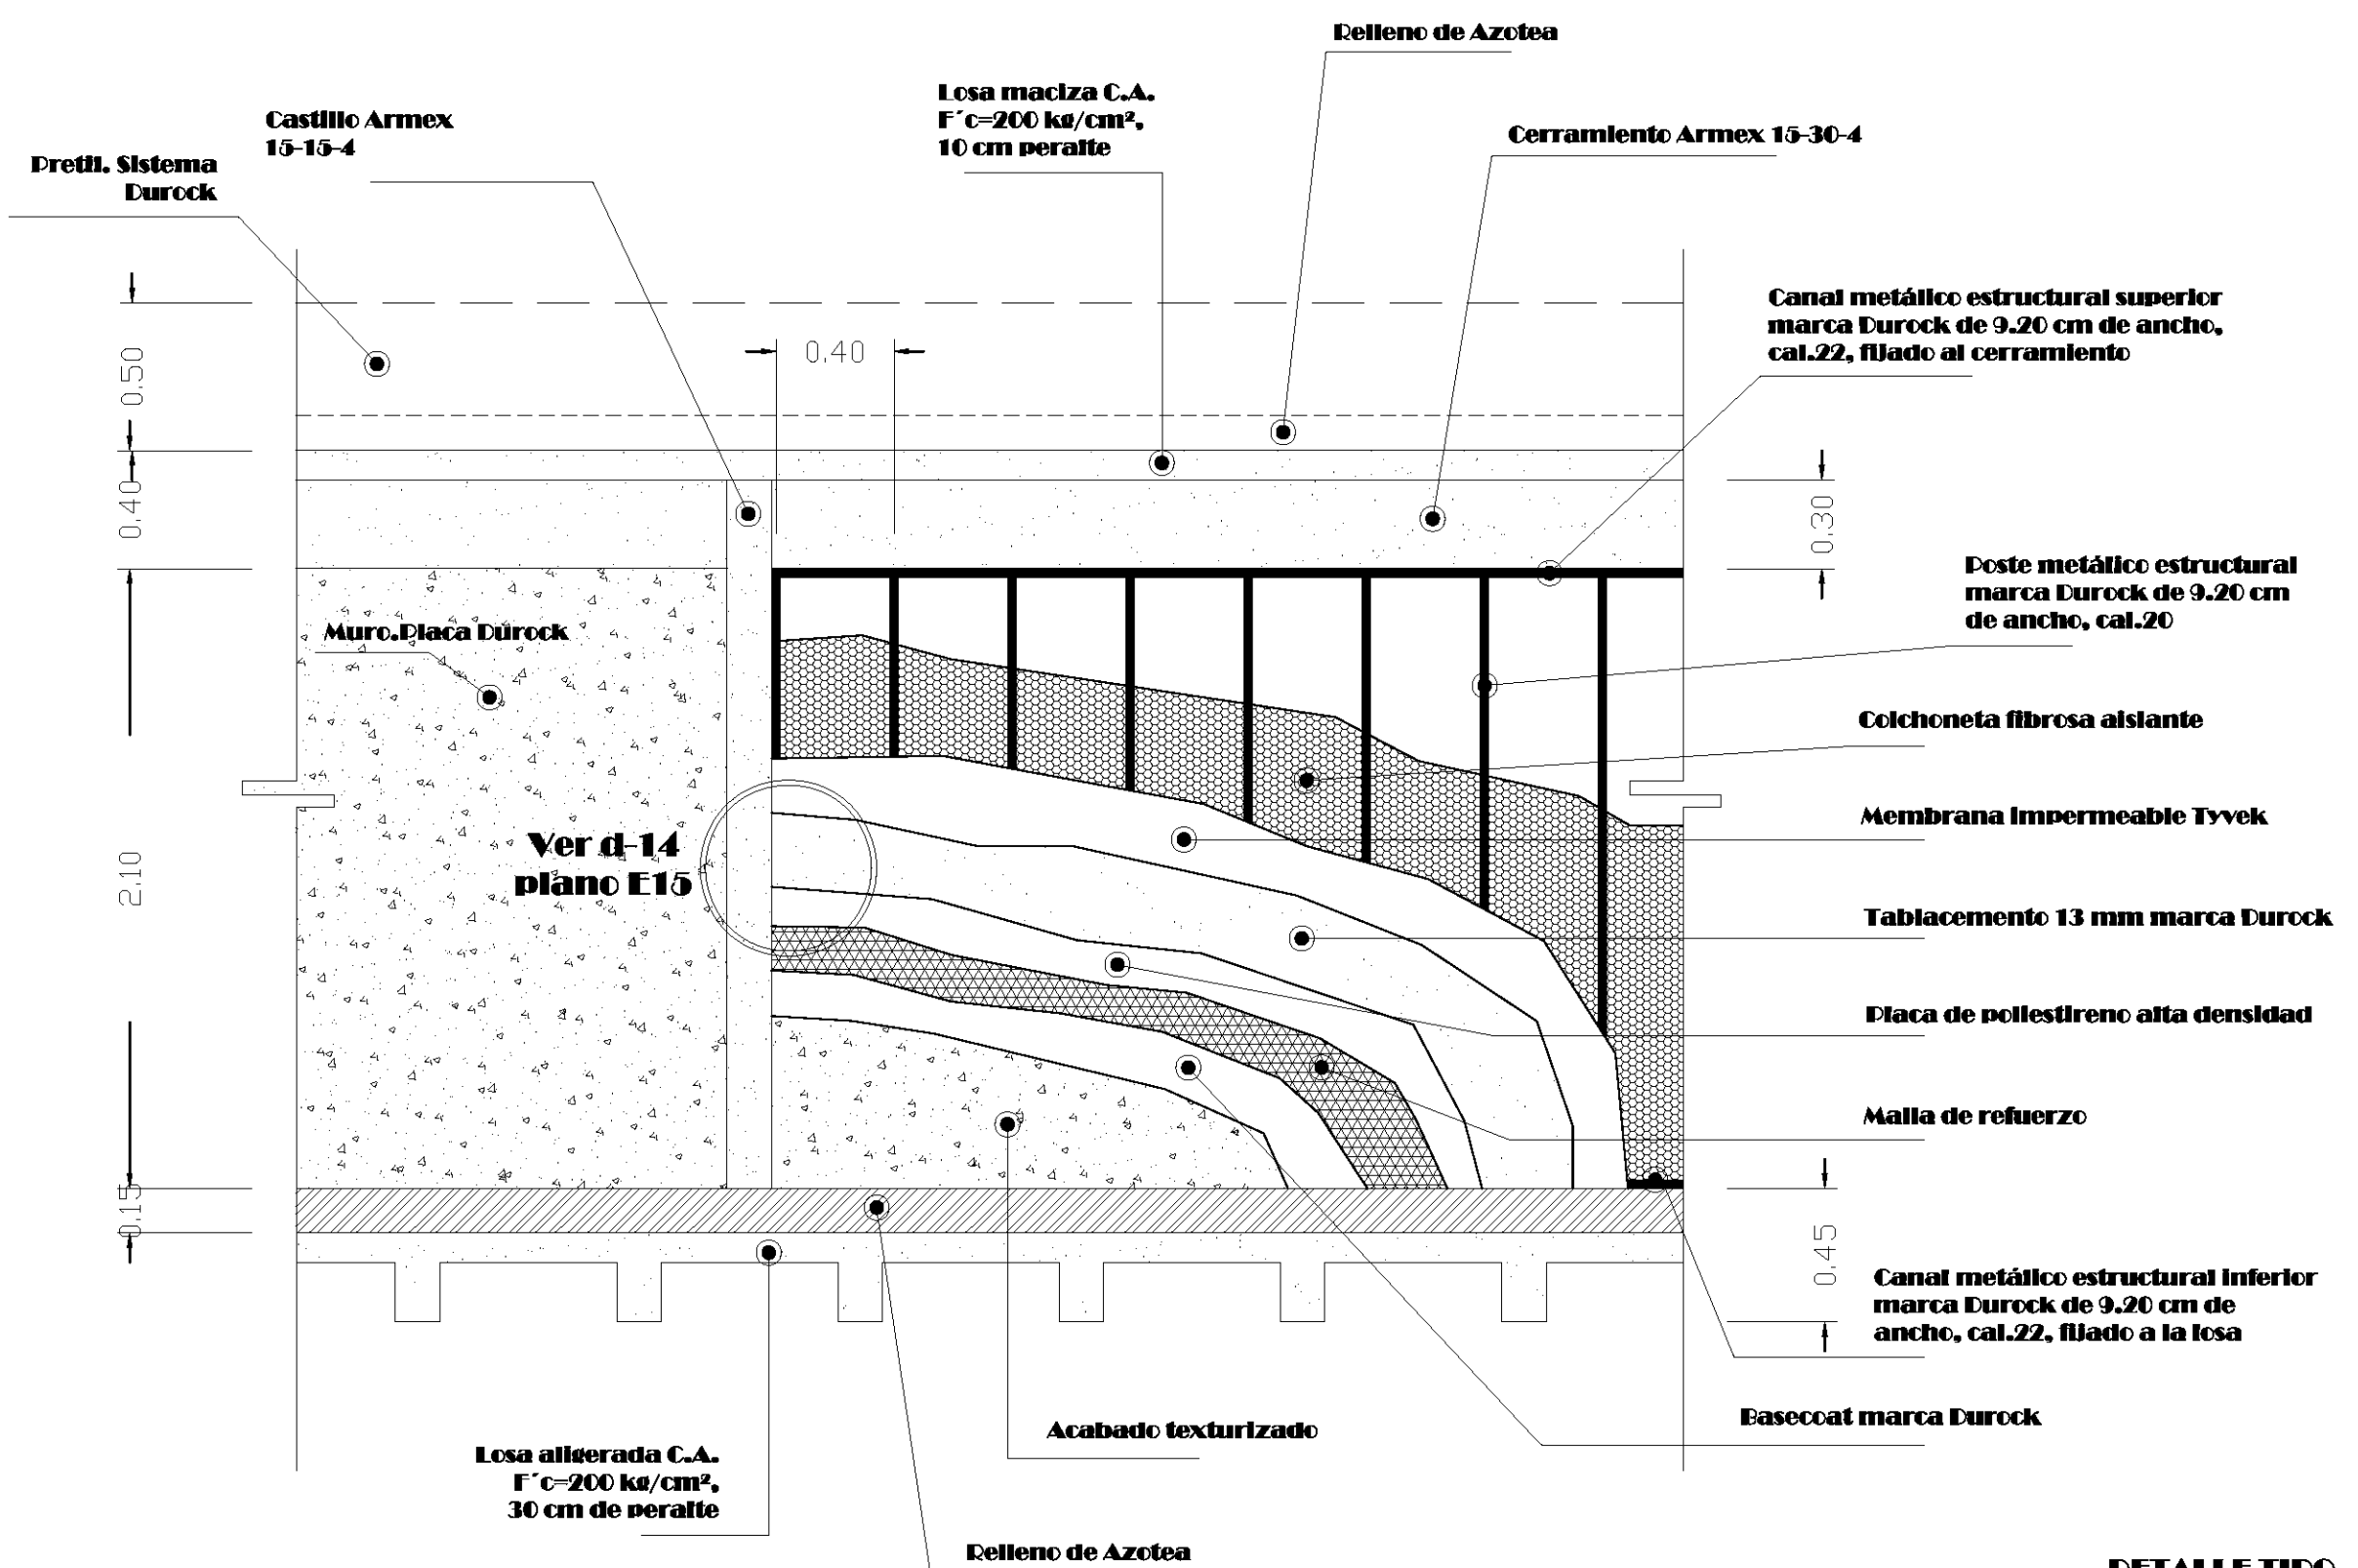 Relleno de Azotea
Losa maciza C.A.
F´c=200 kg/cm²,
10 cm peralte
Castillo Armex
15-15-4
Cerramiento Armex 15-30-4
Pretil. Sistema
Durock
Canal metálico estructural superior
marca Durock de 9.20 cm de ancho,
cal.22, fijado al cerramiento
0.50
0.40
0.40
0.30
Poste metálico estructural
marca Durock de 9.20 cm
de ancho, cal.20
Muro.Placa Durock
Colchoneta fibrosa aislante
Membrana impermeable Tyvek
Ver d-14
plano E15
2.10
Tablacemento 13 mm marca Durock
Placa de poliestireno alta densidad
Malla de refuerzo
0.15
0.45
Canal metálico estructural inferior
marca Durock de 9.20 cm de
ancho, cal.22, fijado a la losa
Basecoat marca Durock
Acabado texturizado
Losa aligerada C.A.
F´c=200 kg/cm²,
30 cm de peralte
Relleno de Azotea
DETALLE TIPO